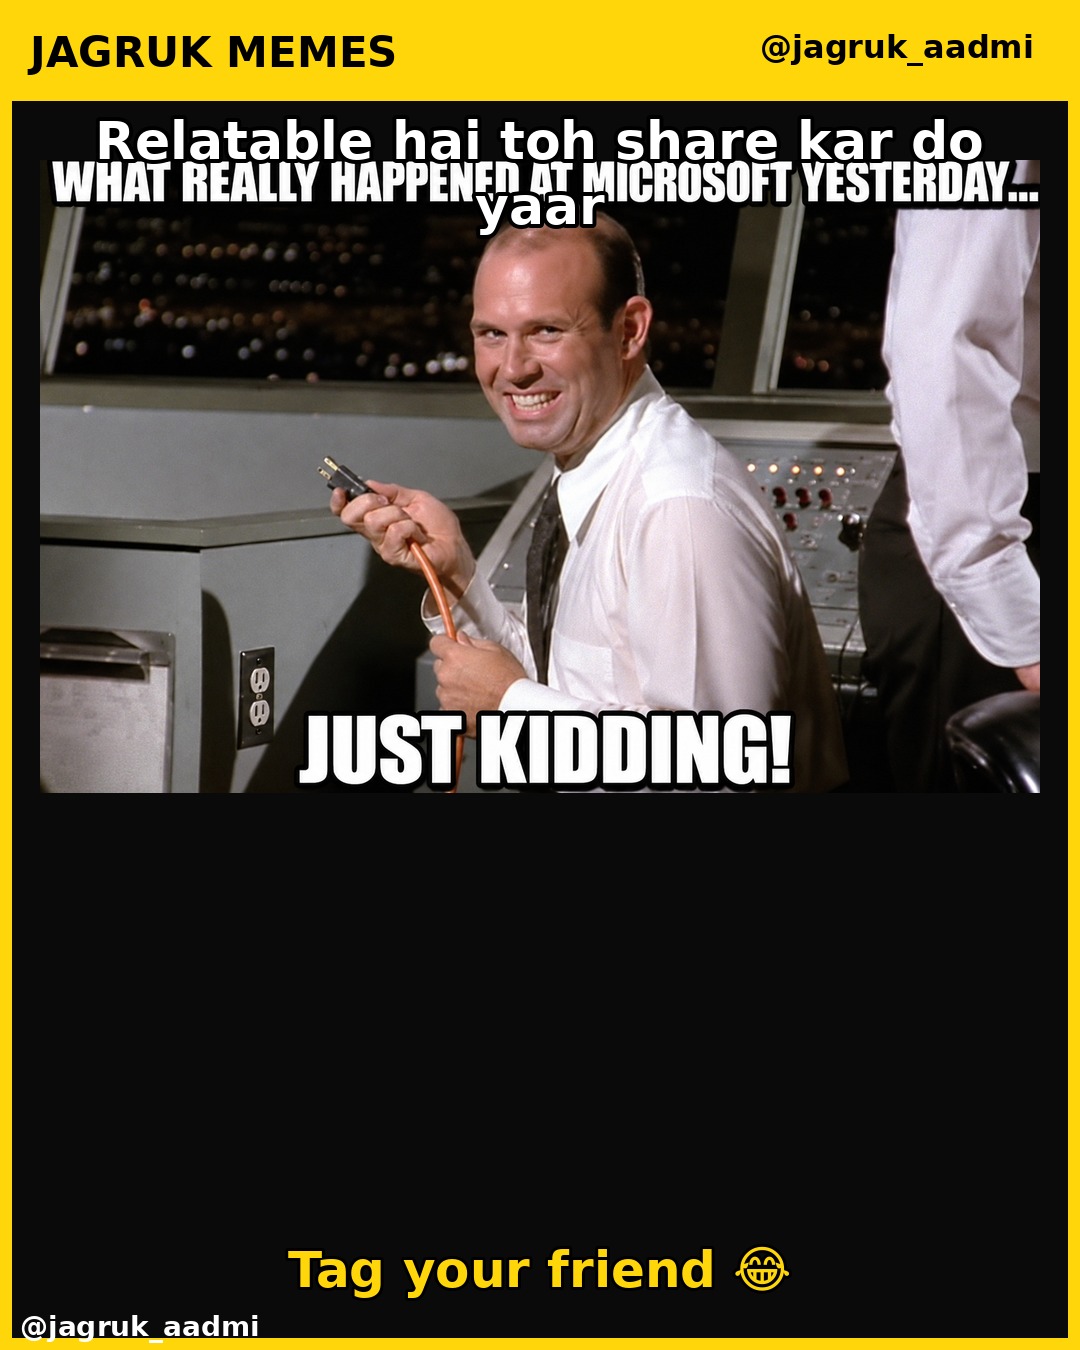 JAGRUK MEMES
@jagruk_aadmi
Relatable hai toh share kar do
WHAT REALLY HAPPENED AT MICROSOFT YESTERDAY...
yaar
JUST KIDDING!
Tag your friend 😂
@jagruk_aadmi